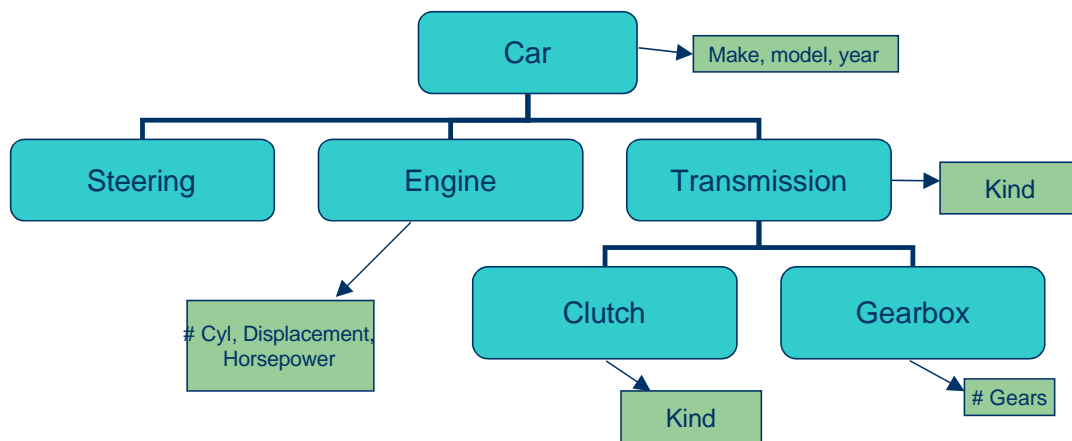 Car
Make, model, year
Steering
Engine
Transmission
Kind
# Cyl, Displacement,
Horsepower
Clutch
Gearbox
Kind
# Gears